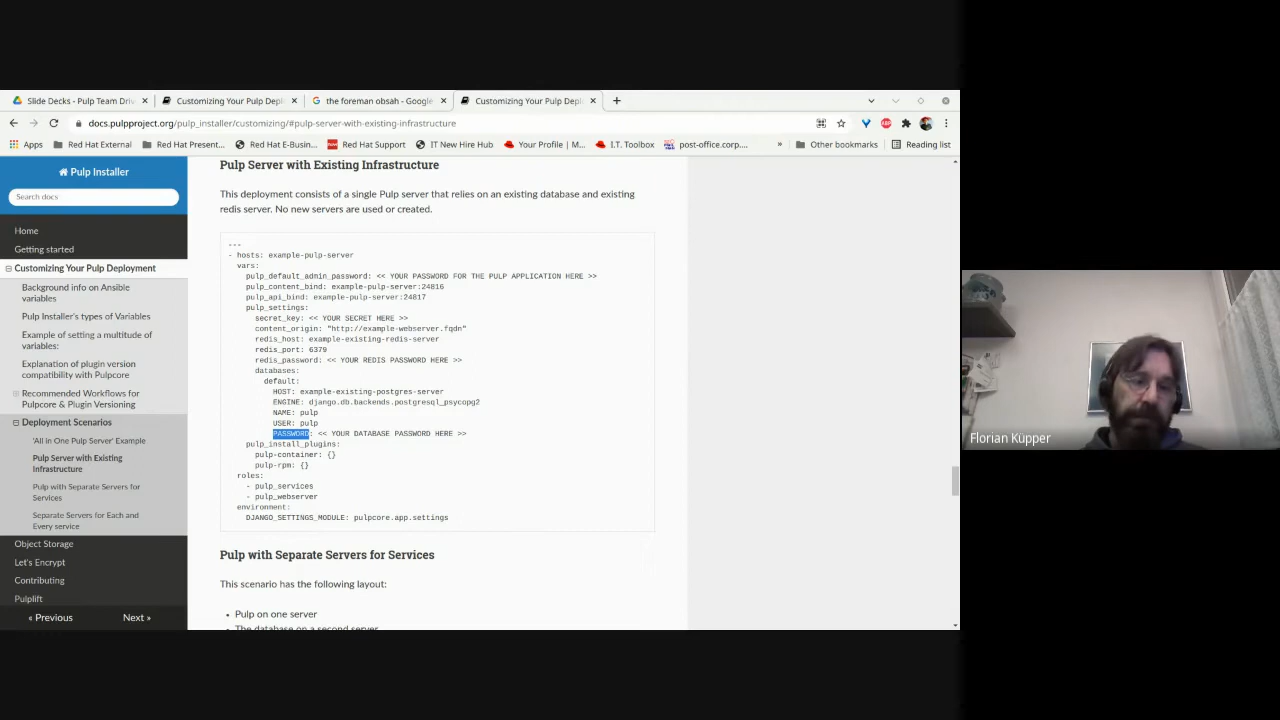 Slide Decks - Pulp Team Driv
Customizing Your Pulp Depl
the foreman obsah - Google
Customizing Your Pulp Depl
docs.pulpproject.org/pulp_installer/customizing/#pulp-server-with-existing-infrastructure
Apps
Red Hat External
Red Hat Present...
Red Hat E-Busin...
Red Hat Support
IT New Hire Hub
Your Profile | M...
I.T. Toolbox
post-office.corp....
»
Other bookmarks
Reading list
Pulp Installer
Search docs
Home
Getting started
Customizing Your Pulp Deployment
Background info on Ansible
variables
Pulp Installer's types of Variables
Example of setting a multitude of
variables:
Explanation of plugin version
compatibility with Pulpcore
Recommended Workflows for
Pulpcore & Plugin Versioning
Deployment Scenarios
'All in One Pulp Server' Example
Pulp Server with Existing
Infrastructure
Pulp with Separate Servers for
Services
Separate Servers for Each and
Every service
Object Storage
Let's Encrypt
Contributing
Pulplift
« Previous
Next »
Pulp Server with Existing Infrastructure
This deployment consists of a single Pulp server that relies on an existing database and existing
redis server. No new servers are used or created.
---
- hosts: example-pulp-server
vars:
pulp_default_admin_password: << YOUR PASSWORD FOR THE PULP APPLICATION HERE >>
pulp_content_bind: example-pulp-server:24816
pulp_api_bind: example-pulp-server:24817
pulp_settings:
secret_key: << YOUR SECRET HERE >>
content_origin: "http://example-webserver.fqdn"
redis_host: example-existing-redis-server
redis_port: 6379
redis_password: << YOUR REDIS PASSWORD HERE >>
databases:
default:
HOST: example-existing-postgres-server
ENGINE: django.db.backends.postgresql_psycopg2
NAME: pulp
USER: pulp
PASSWORD: << YOUR DATABASE PASSWORD HERE >>
pulp_install_plugins:
pulp-container: {}
pulp-rpm: {}
roles:
- pulp_services
- pulp_webserver
environment:
DJANGO_SETTINGS_MODULE: pulpcore.app.settings
Pulp with Separate Servers for Services
This scenario has the following layout:
• Pulp on one server
• The database on a second server
Florian Küpper